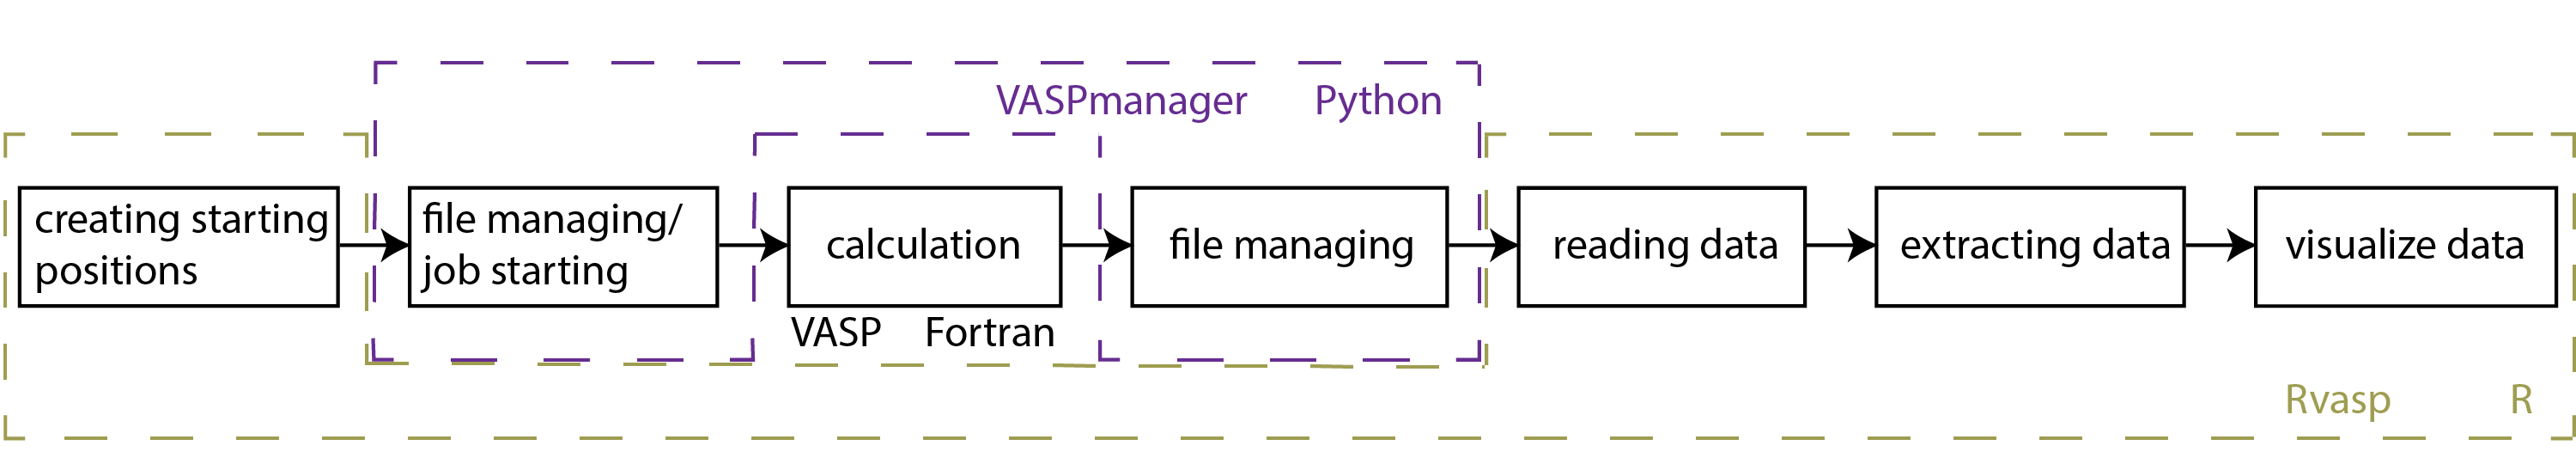 VASPmanager Python
creating starting
positions
file managing/
job starting
calculation
VASP Fortran
file managing
reading data
extracting data
visualize data
Rvasp R